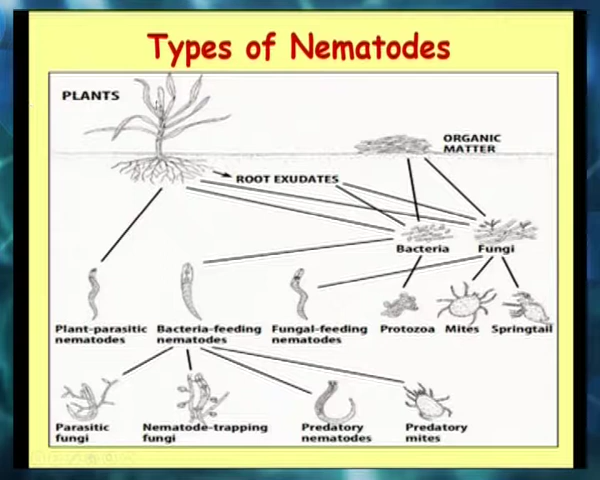 Types of Nematodes
PLANTS
ORGANIC
MATTER
ROOT EXUDATES
Bacteria
Fungi
Plant-parasitic
nematodes
Bacteria-feeding
nematodes
Fungal-feeding
nematodes
Protozoa
Mites
Springtail
Parasitic
fungi
Nematode-trapping
fungi
Predatory
nematodes
Predatory
mites